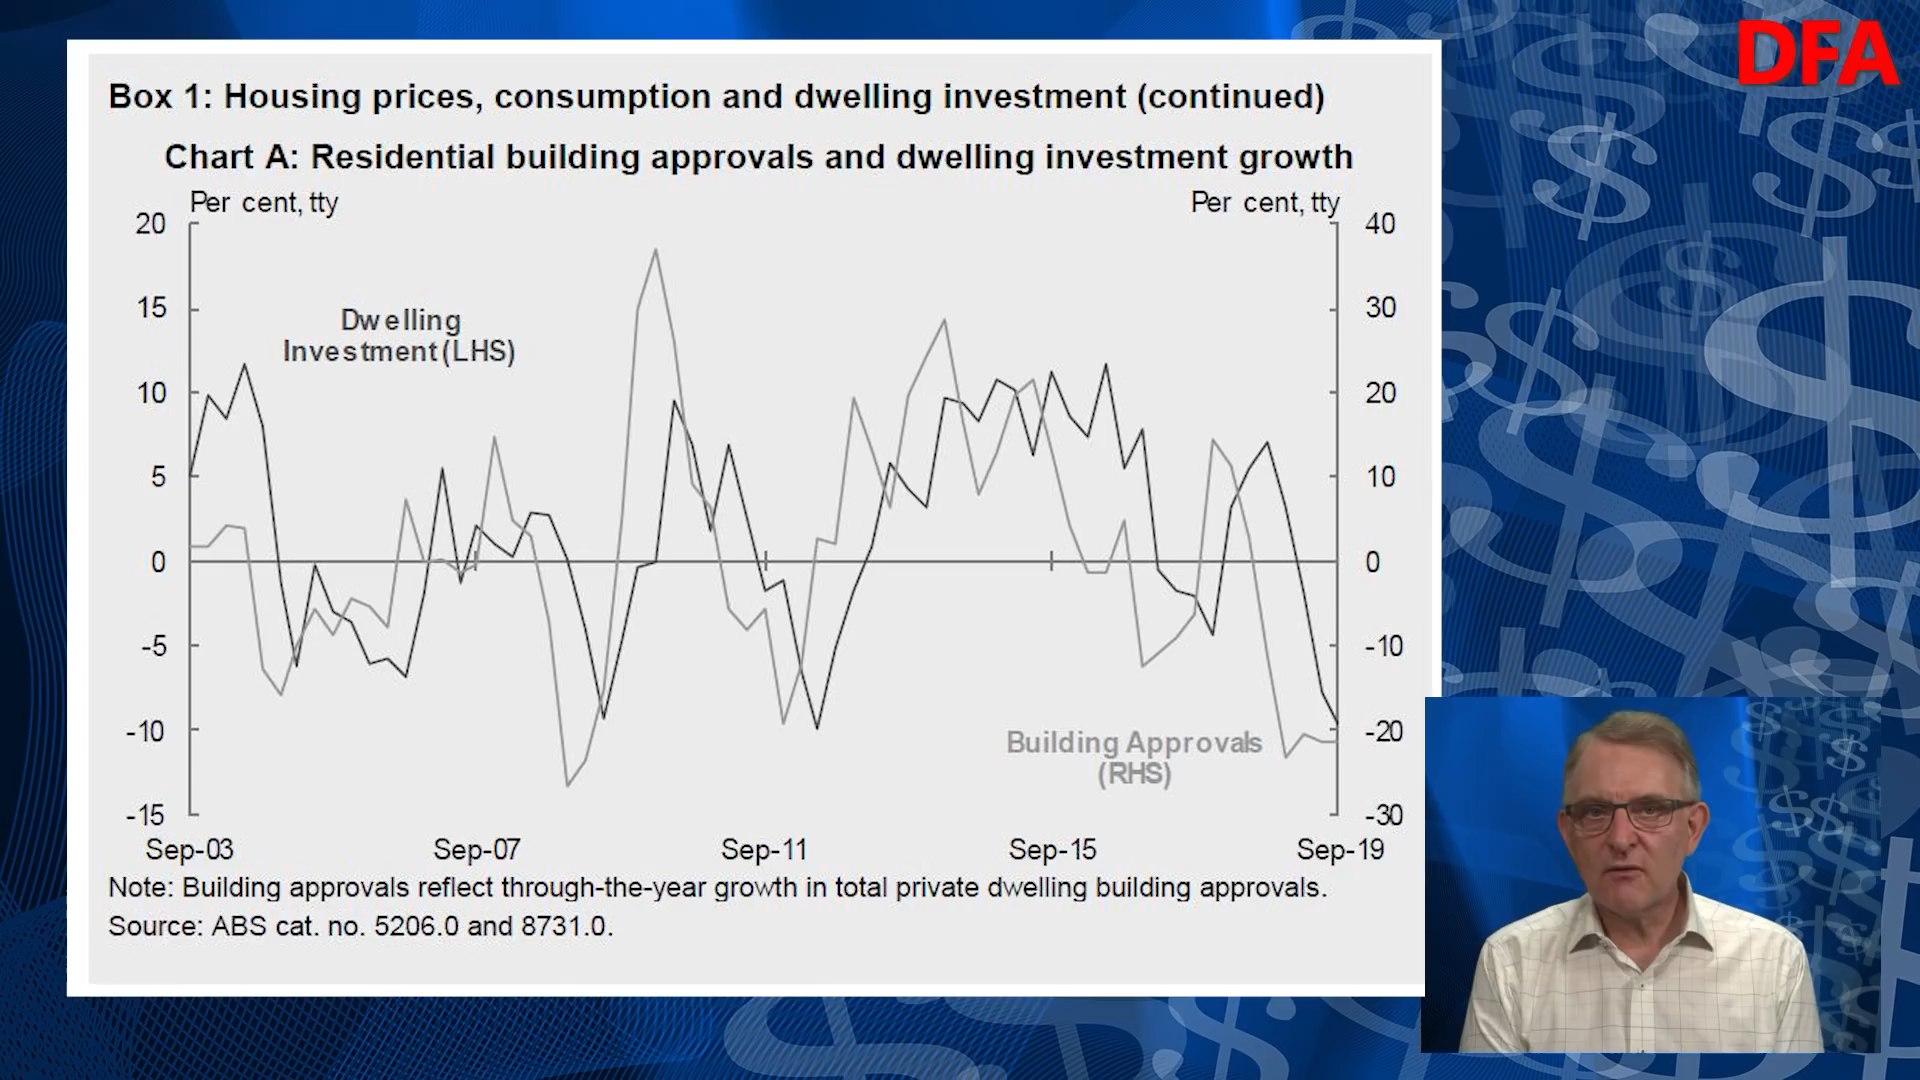 DFA
Box 1: Housing prices, consumption and dwelling investment (continued)
Chart A: Residential building approvals and dwelling investment growth
Per cent, tty
Per cent, tty
20
40
15
30
Dwelling
Investment (LHS)
10
20
5
10
0
0
-5
-10
-10
-20
Building Approvals
(RHS)
-15
-30
Sep-03
Sep-07
Sep-11
Sep-15
Sep-19
Note: Building approvals reflect through-the-year growth in total private dwelling building approvals.
Source: ABS cat. no. 5206.0 and 8731.0.